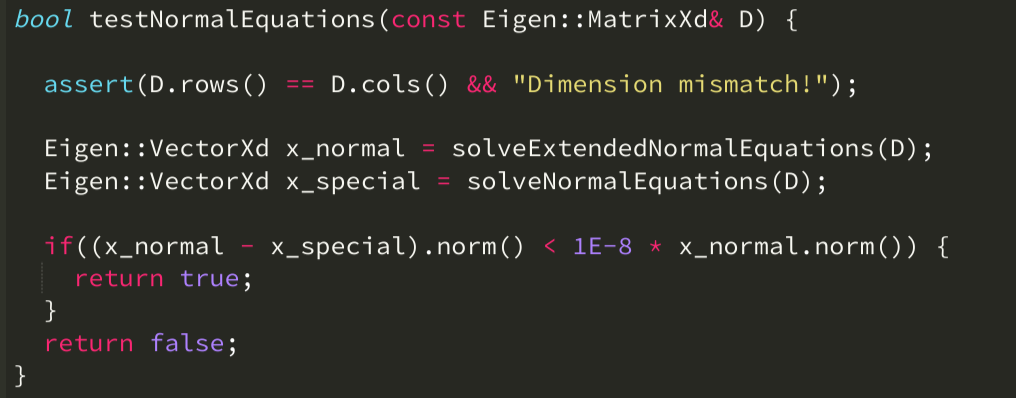 bool testNormalEquations(const Eigen::MatrixXd& D) {
assert(D.rows() == D.cols() && "Dimension mismatch!");
Eigen::VectorXd x_normal = solveExtendedNormalEquations(D);
Eigen::VectorXd x_special = solveNormalEquations(D);
if((x_normal - x_special).norm() < 1E-8 * x_normal.norm()) {
return true;
}
return false;
}